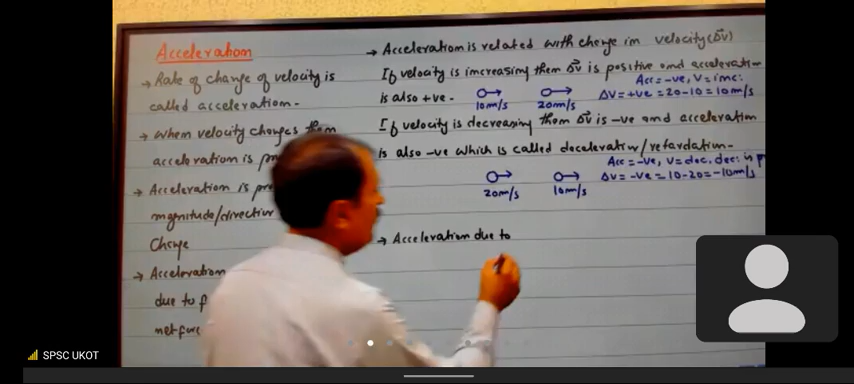 Acceleration
→ Rate of change of velocity is
called acceleration -
→ When velocity changes then
acceleration is
→ Acceleration is
magnitude/direction
Change
→ Acceleration
due to
net
→ Acceleration is related with change in velocity (ΔV)
If velocity is increasing then ΔV is positive and
is also +ve -
10m/s
20m/s
Acc = -ve, V = inc:
ΔV = +ve = 20-10 = 10m/s
If velocity is decreasing then ΔV is -ve and acceleration
is also -ve which is called deceleration/retardation-
20m/s
10m/s
Acc = -ve, V = dec, dec: in
ΔV = -ve = 10-20 = -10m/s
→ Acceleration due to
SPSC UKOT